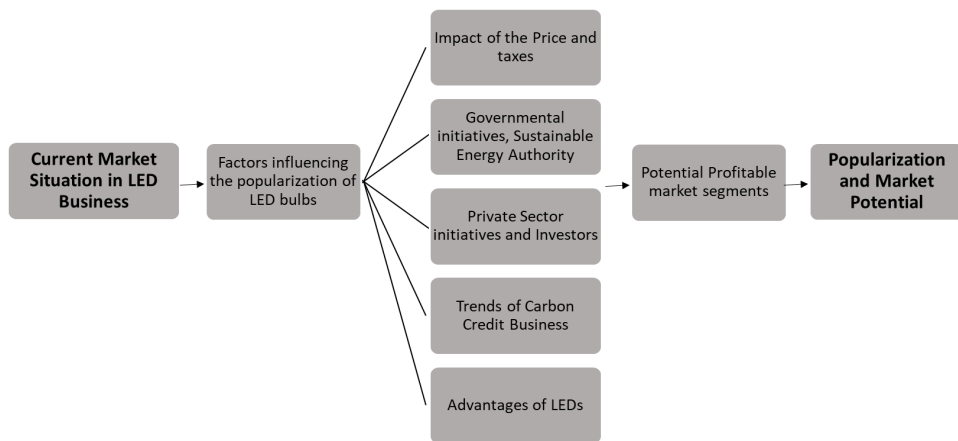 Current Market
Situation in LED
Business
Factors influencing
the popularization of
LED bulbs
Impact of the Price and
taxes
Governmental
initiatives, Sustainable
Energy Authority
Private Sector
initiatives and Investors
Trends of Carbon
Credit Business
Advantages of LEDs
Potential Profitable
market segments
Popularization
and Market
Potential